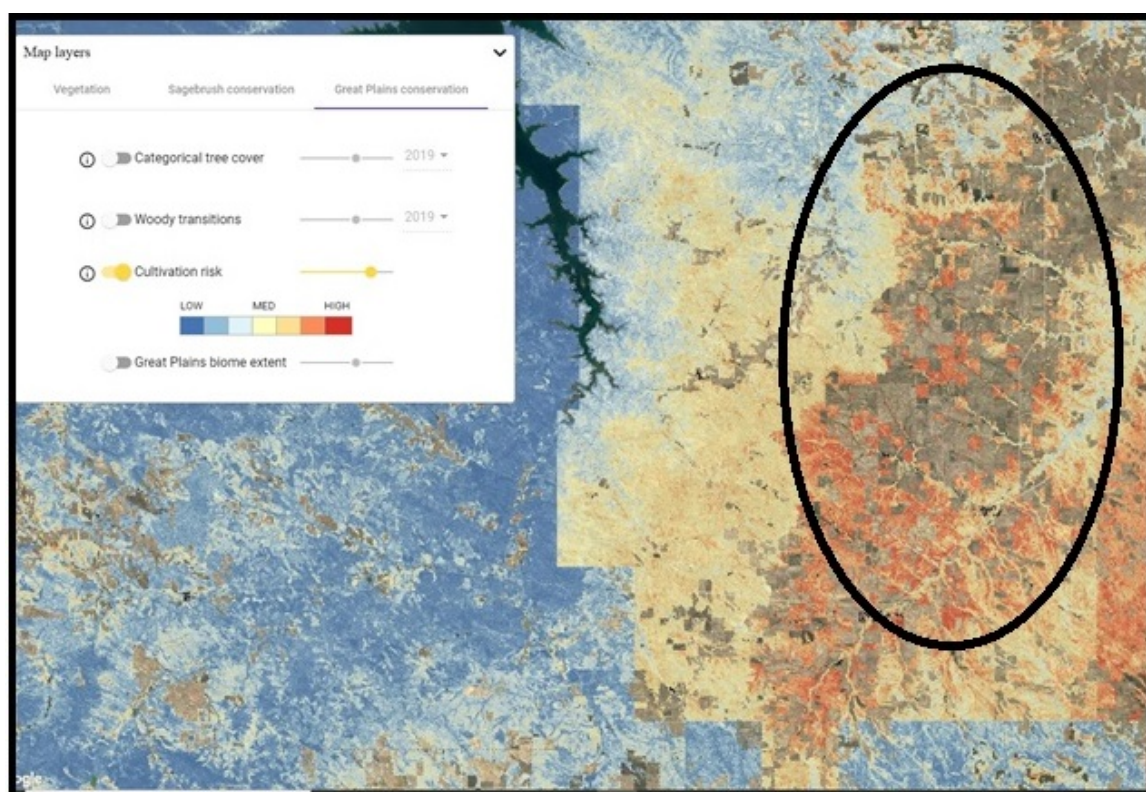 Map layers
Vegetation Sagebrush conservation Great Plains conservation
Categorical tree cover 2019
Woody transitions 2019
Cultivation risk
LOW MED HIGH
Great Plains biome extent
ogle